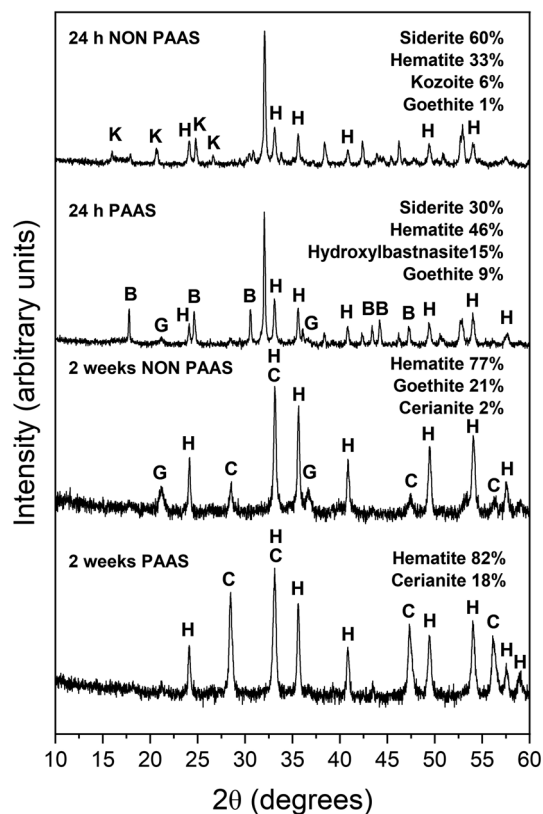 24 h NON PAAS
Siderite 60%
Hematite 33%
Kozoite 6%
Goethite 1%
K K H K K H H H H H
24 h PAAS
Siderite 30%
Hematite 46%
Hydroxylbastnasite15%
Goethite 9%
B G H B B H H G H B B B H H H
2 weeks NON PAAS
Hematite 77%
Goethite 21%
Cerianite 2%
G H C H C H G H C H H C H
2 weeks PAAS
Hematite 82%
Cerianite 18%
H C H C H H C H H C H H
10 15 20 25 30 35 40 45 50 55 60
2θ (degrees)
Intensity (arbitrary units)